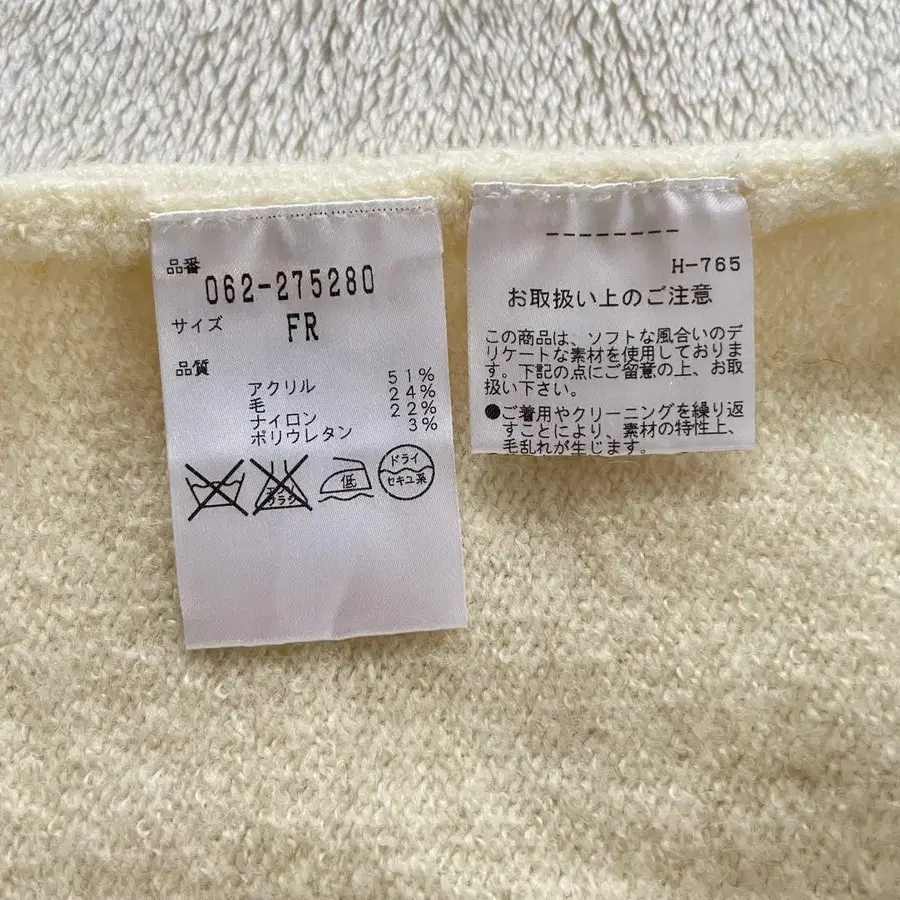 品番
062-275280
サイズ
FR
品質
アクリル 51%
毛 24%
ナイロン 22%
ポリウレタン 3%
エンソ
サラシ
低
ドライ
セキユ系
--------
H-765
お取扱い上のご注意
この商品は、ソフトな風合いのデ
リケートな素材を使用しておりま
す。下記の点にご留意の上、お取
扱い下さい。
●ご着用やクリーニングを繰り返
すことにより、素材の特性上、
毛乱れが生じます。